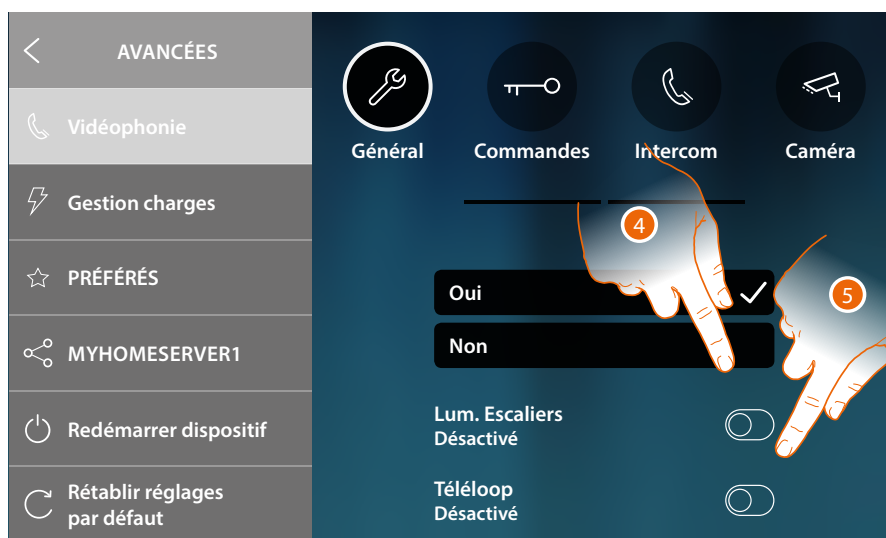 AVANCÉES
Vidéophonie
Gestion charges
PRÉFÉRÉS
MYHOMESERVER1
Redémarrer dispositif
Rétablir réglages
par défaut
Général
Commandes
Intercom
Caméra
4
Oui
5
Non
Lum. Escaliers
Désactivé
Téléloop
Désactivé